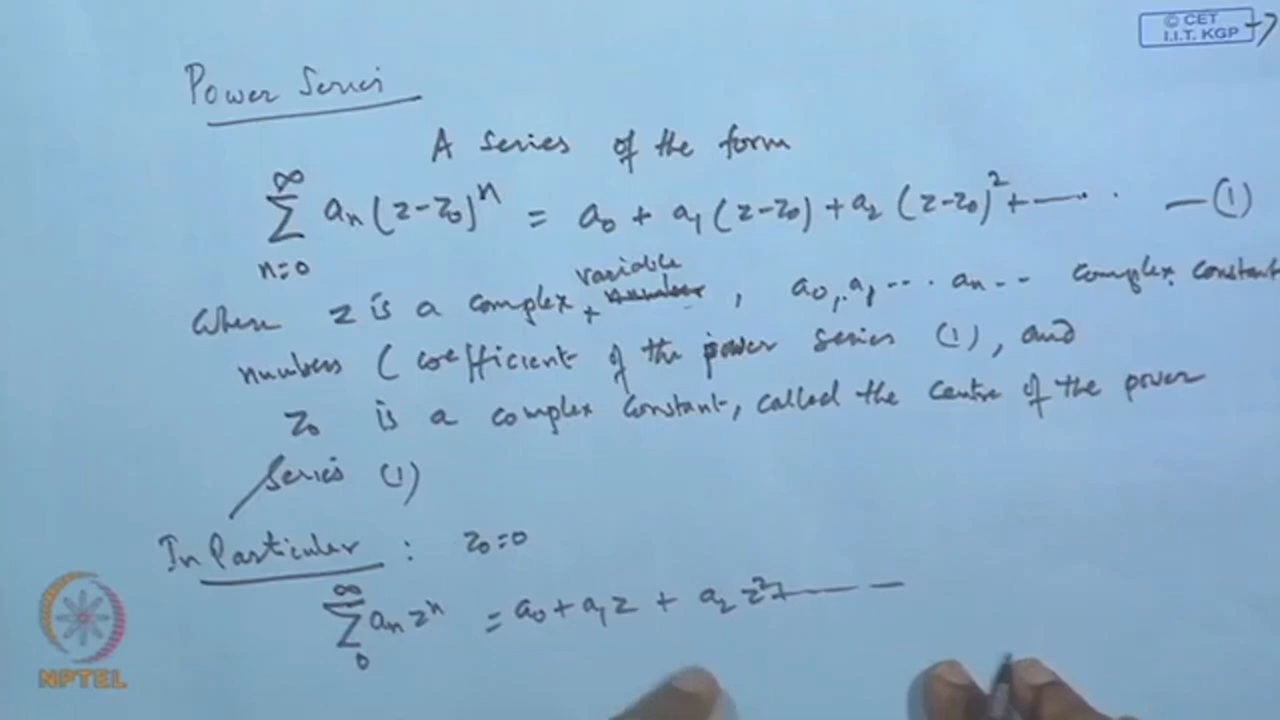 © CET
I.I.T. KGP
Power Series
A series of the form
∞
∑ aₙ (z-z₀)ⁿ = a₀ + a₁ (z-z₀) + a₂ (z-z₀)² + —— · · —(1)
n=0
variable
where z is a complex number, a₀, a₁ ... aₙ .. complex constant
numbers (coefficient of the power series (1), and
z₀ is a complex constant, called the centre of the power
series (1)
In Particular : z₀=0
∞
∑ aₙ zⁿ = a₀ + a₁ z + a₂ z² + —— —
0
NPTEL